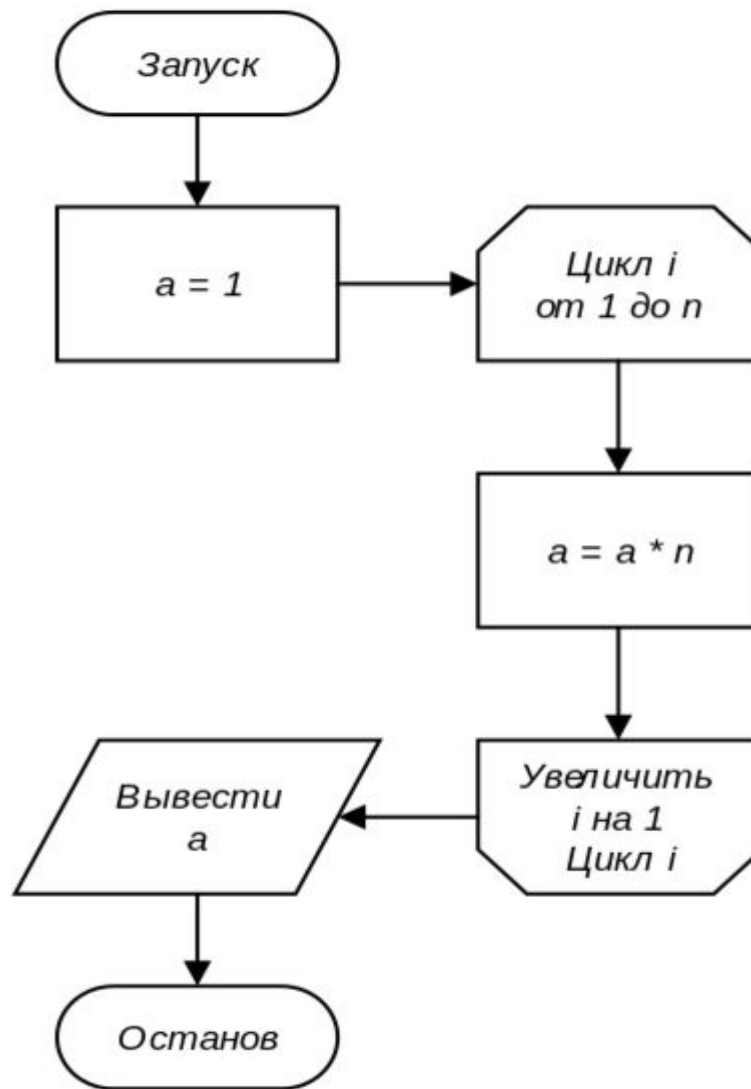 Запуск
a = 1
Цикл i
от 1 до n
a = a * n
Увеличить
i на 1
Цикл i
Вывести
a
Останов